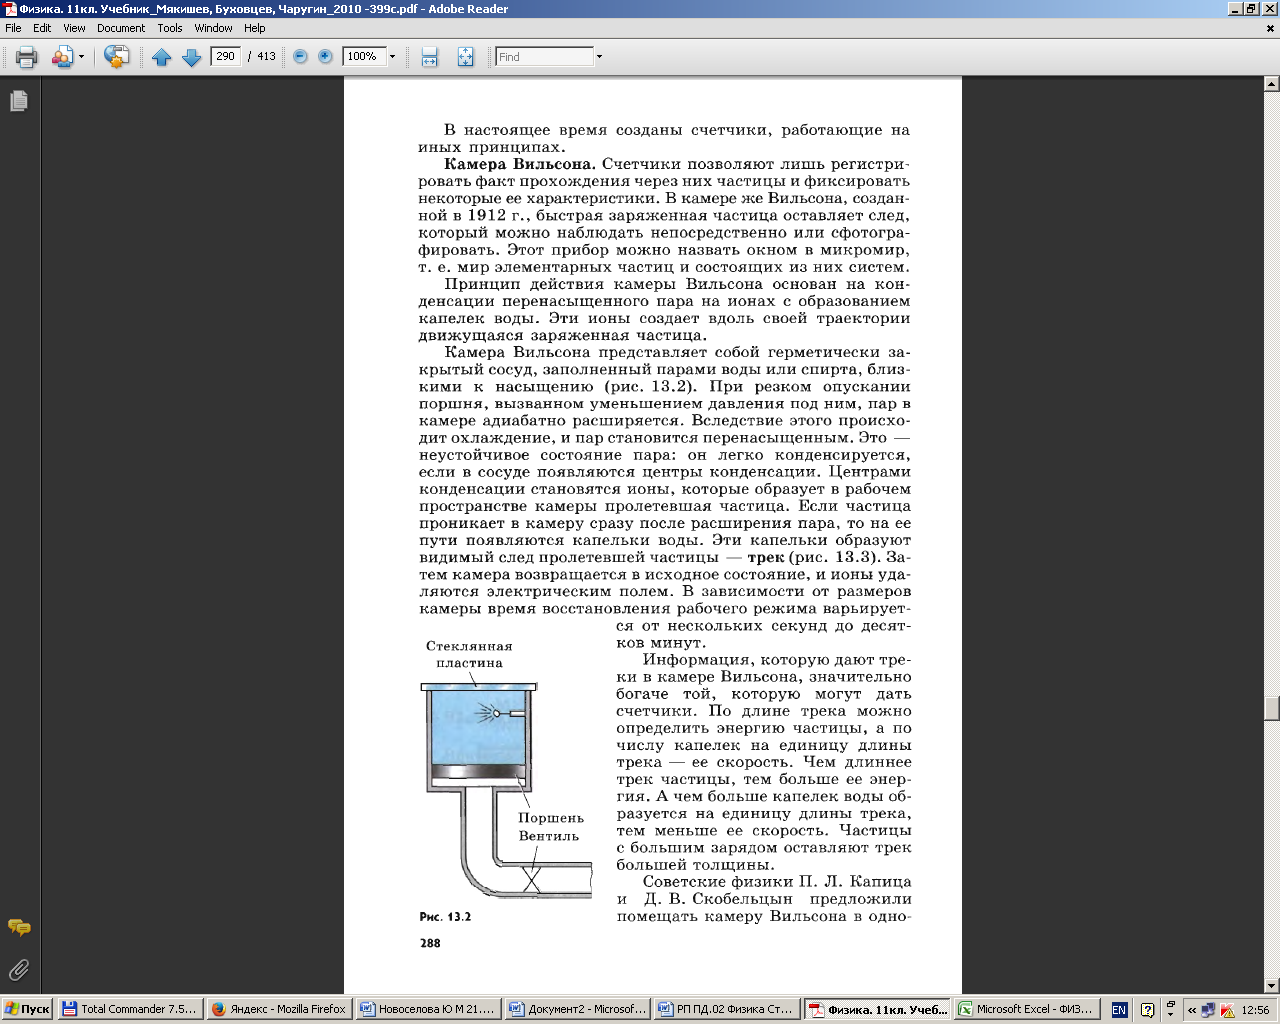 Физика. 11кл. Учебник_Мякишев, Буховцев, Чаругин_2010 -399с.pdf - Adobe Reader
File Edit View Document Tools Window Help
290 / 413 100% Find
В настоящее время созданы счетчики, работающие на
иных принципах.
Камера Вильсона. Счетчики позволяют лишь регистри-
ровать факт прохождения через них частицы и фиксировать
некоторые ее характеристики. В камере же Вильсона, создан-
ной в 1912 г., быстрая заряженная частица оставляет след,
который можно наблюдать непосредственно или сфотогра-
фировать. Этот прибор можно назвать окном в микромир,
т. е. мир элементарных частиц и состоящих из них систем.
Принцип действия камеры Вильсона основан на кон-
денсации перенасыщенного пара на ионах с образованием
капелек воды. Эти ионы создает вдоль своей траектории
движущаяся заряженная частица.
Камера Вильсона представляет собой герметически за-
крытый сосуд, заполненный парами воды или спирта, близ-
кими к насыщению (рис. 13.2). При резком опускании
поршня, вызванном уменьшением давления под ним, пар в
камере адиабатно расширяется. Вследствие этого происхо-
дит охлаждение, и пар становится перенасыщенным. Это —
неустойчивое состояние пара: он легко конденсируется,
если в сосуде появляются центры конденсации. Центрами
конденсации становятся ионы, которые образует в рабочем
пространстве камеры пролетевшая частица. Если частица
проникает в камеру сразу после расширения пара, то на ее
пути появляются капельки воды. Эти капельки образуют
видимый след пролетевшей частицы — трек (рис. 13.3). За-
тем камера возвращается в исходное состояние, и ионы уда-
ляются электрическим полем. В зависимости от размеров
камеры время восстановления рабочего режима варьирует-
ся от нескольких секунд до десят-
ков минут.
Информация, которую дают тре-
ки в камере Вильсона, значительно
богаче той, которую могут дать
счетчики. По длине трека можно
определить энергию частицы, а по
числу капелек на единицу длины
трека — ее скорость. Чем длиннее
трек частицы, тем больше ее энер-
гия. А чем больше капелек воды об-
разуется на единицу длины трека,
тем меньше ее скорость. Частицы
с большим зарядом оставляют трек
большей толщины.
Советские физики П. Л. Капица
и Д. В. Скобельцын предложили
помещать камеру Вильсона в одно-
Стеклянная
пластина
Поршень
Вентиль
Рис. 13.2
288
Пуск Total Commander 7.5... Яндекс - Mozilla Firefox Новоселова Ю М 21.... Документ2 - Microsof... РП ПД.02 Физика Ст... Физика. 11кл. Учеб... Microsoft Excel - ФИЗ... EN « 12:56